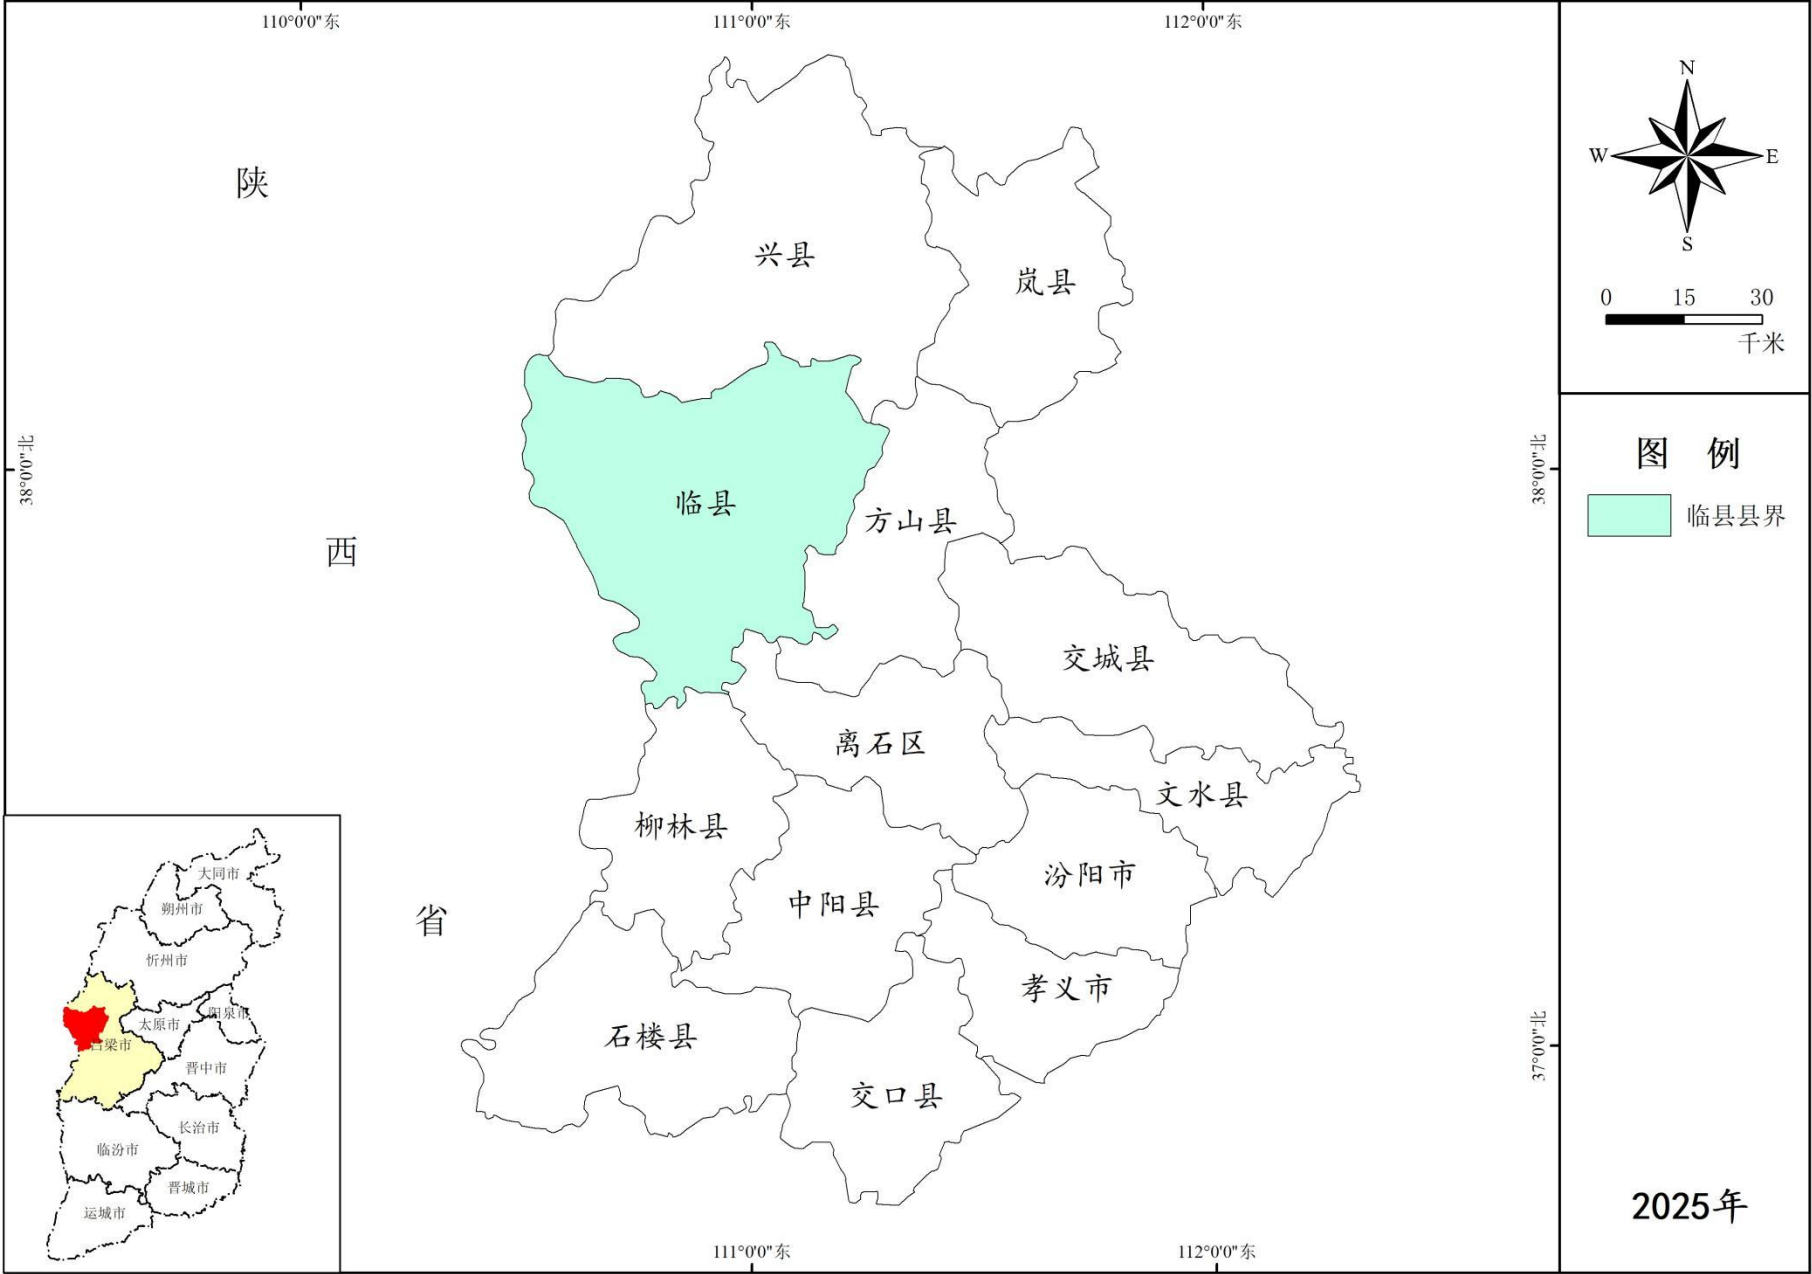 110°0'0"东
111°0'0"东
112°0'0"东
N
W
E
S
0 15 30
千米
陕
西
省
兴县
岚县
临县
方山县
交城县
离石区
文水县
柳林县
汾阳市
中阳县
孝义市
石楼县
交口县
38°0'0"北
38°0'0"北
37°0'0"北
图 例
临县县界
大同市
朔州市
忻州市
阳泉市
太原市
吕梁市
晋中市
长治市
临汾市
晋城市
运城市
2025年
111°0'0"东
112°0'0"东